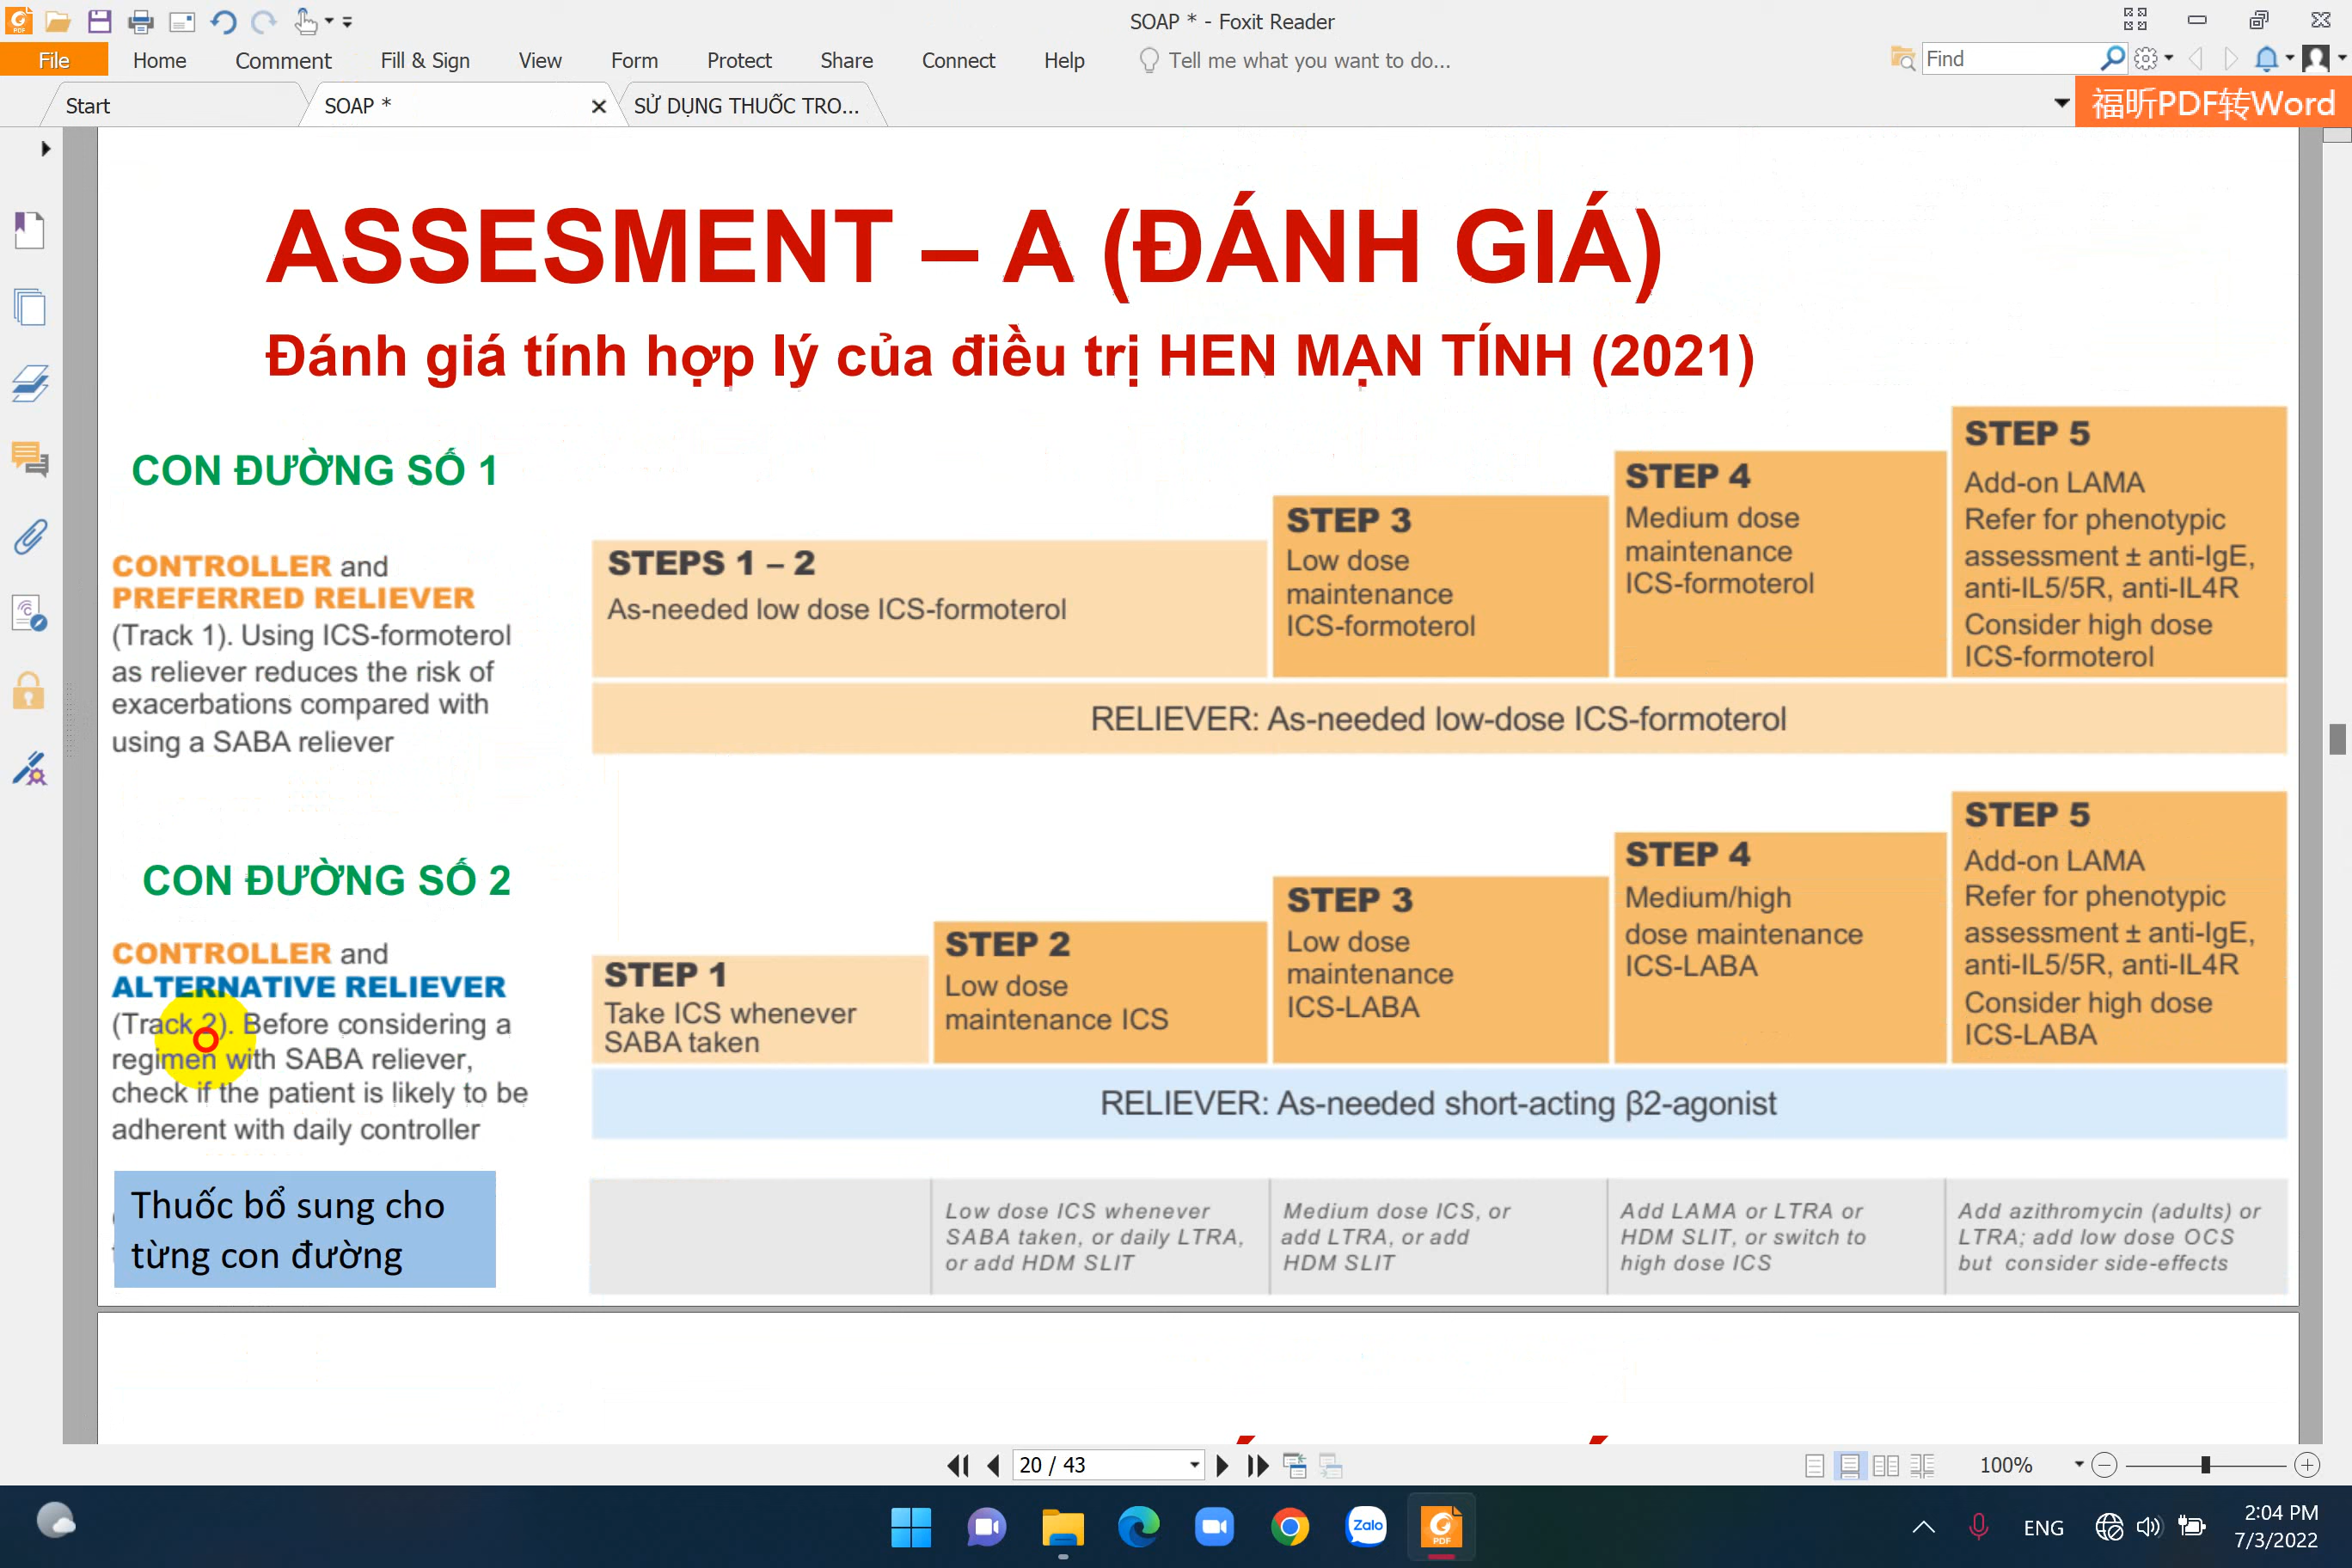 SOAP * - Foxit Reader
File Home Comment Fill & Sign View Form Protect Share Connect Help Tell me what you want to do... Find
Start SOAP * SỬ DỤNG THUỐC TRO... 福昕PDF转Word
ASSESMENT – A (ĐÁNH GIÁ)
Đánh giá tính hợp lý của điều trị HEN MẠN TÍNH (2021)
CON ĐƯỜNG SỐ 1
CONTROLLER and
PREFERRED RELIEVER
(Track 1). Using ICS-formoterol
as reliever reduces the risk of
exacerbations compared with
using a SABA reliever
STEPS 1 – 2
As-needed low dose ICS-formoterol
STEP 3
Low dose
maintenance
ICS-formoterol
STEP 4
Medium dose
maintenance
ICS-formoterol
STEP 5
Add-on LAMA
Refer for phenotypic
assessment ± anti-IgE,
anti-IL5/5R, anti-IL4R
Consider high dose
ICS-formoterol
RELIEVER: As-needed low-dose ICS-formoterol
CON ĐƯỜNG SỐ 2
CONTROLLER and
ALTERNATIVE RELIEVER
(Track 2). Before considering a
regimen with SABA reliever,
check if the patient is likely to be
adherent with daily controller
STEP 1
Take ICS whenever
SABA taken
STEP 2
Low dose
maintenance ICS
STEP 3
Low dose
maintenance
ICS-LABA
STEP 4
Medium/high
dose maintenance
ICS-LABA
STEP 5
Add-on LAMA
Refer for phenotypic
assessment ± anti-IgE,
anti-IL5/5R, anti-IL4R
Consider high dose
ICS-LABA
RELIEVER: As-needed short-acting β2-agonist
Thuốc bổ sung cho
từng con đường
Low dose ICS whenever
SABA taken, or daily LTRA,
or add HDM SLIT
Medium dose ICS, or
add LTRA, or add
HDM SLIT
Add LAMA or LTRA or
HDM SLIT, or switch to
high dose ICS
Add azithromycin (adults) or
LTRA; add low dose OCS
but consider side-effects
20 / 43
100%
Zalo
PDF
ENG
2:04 PM
7/3/2022